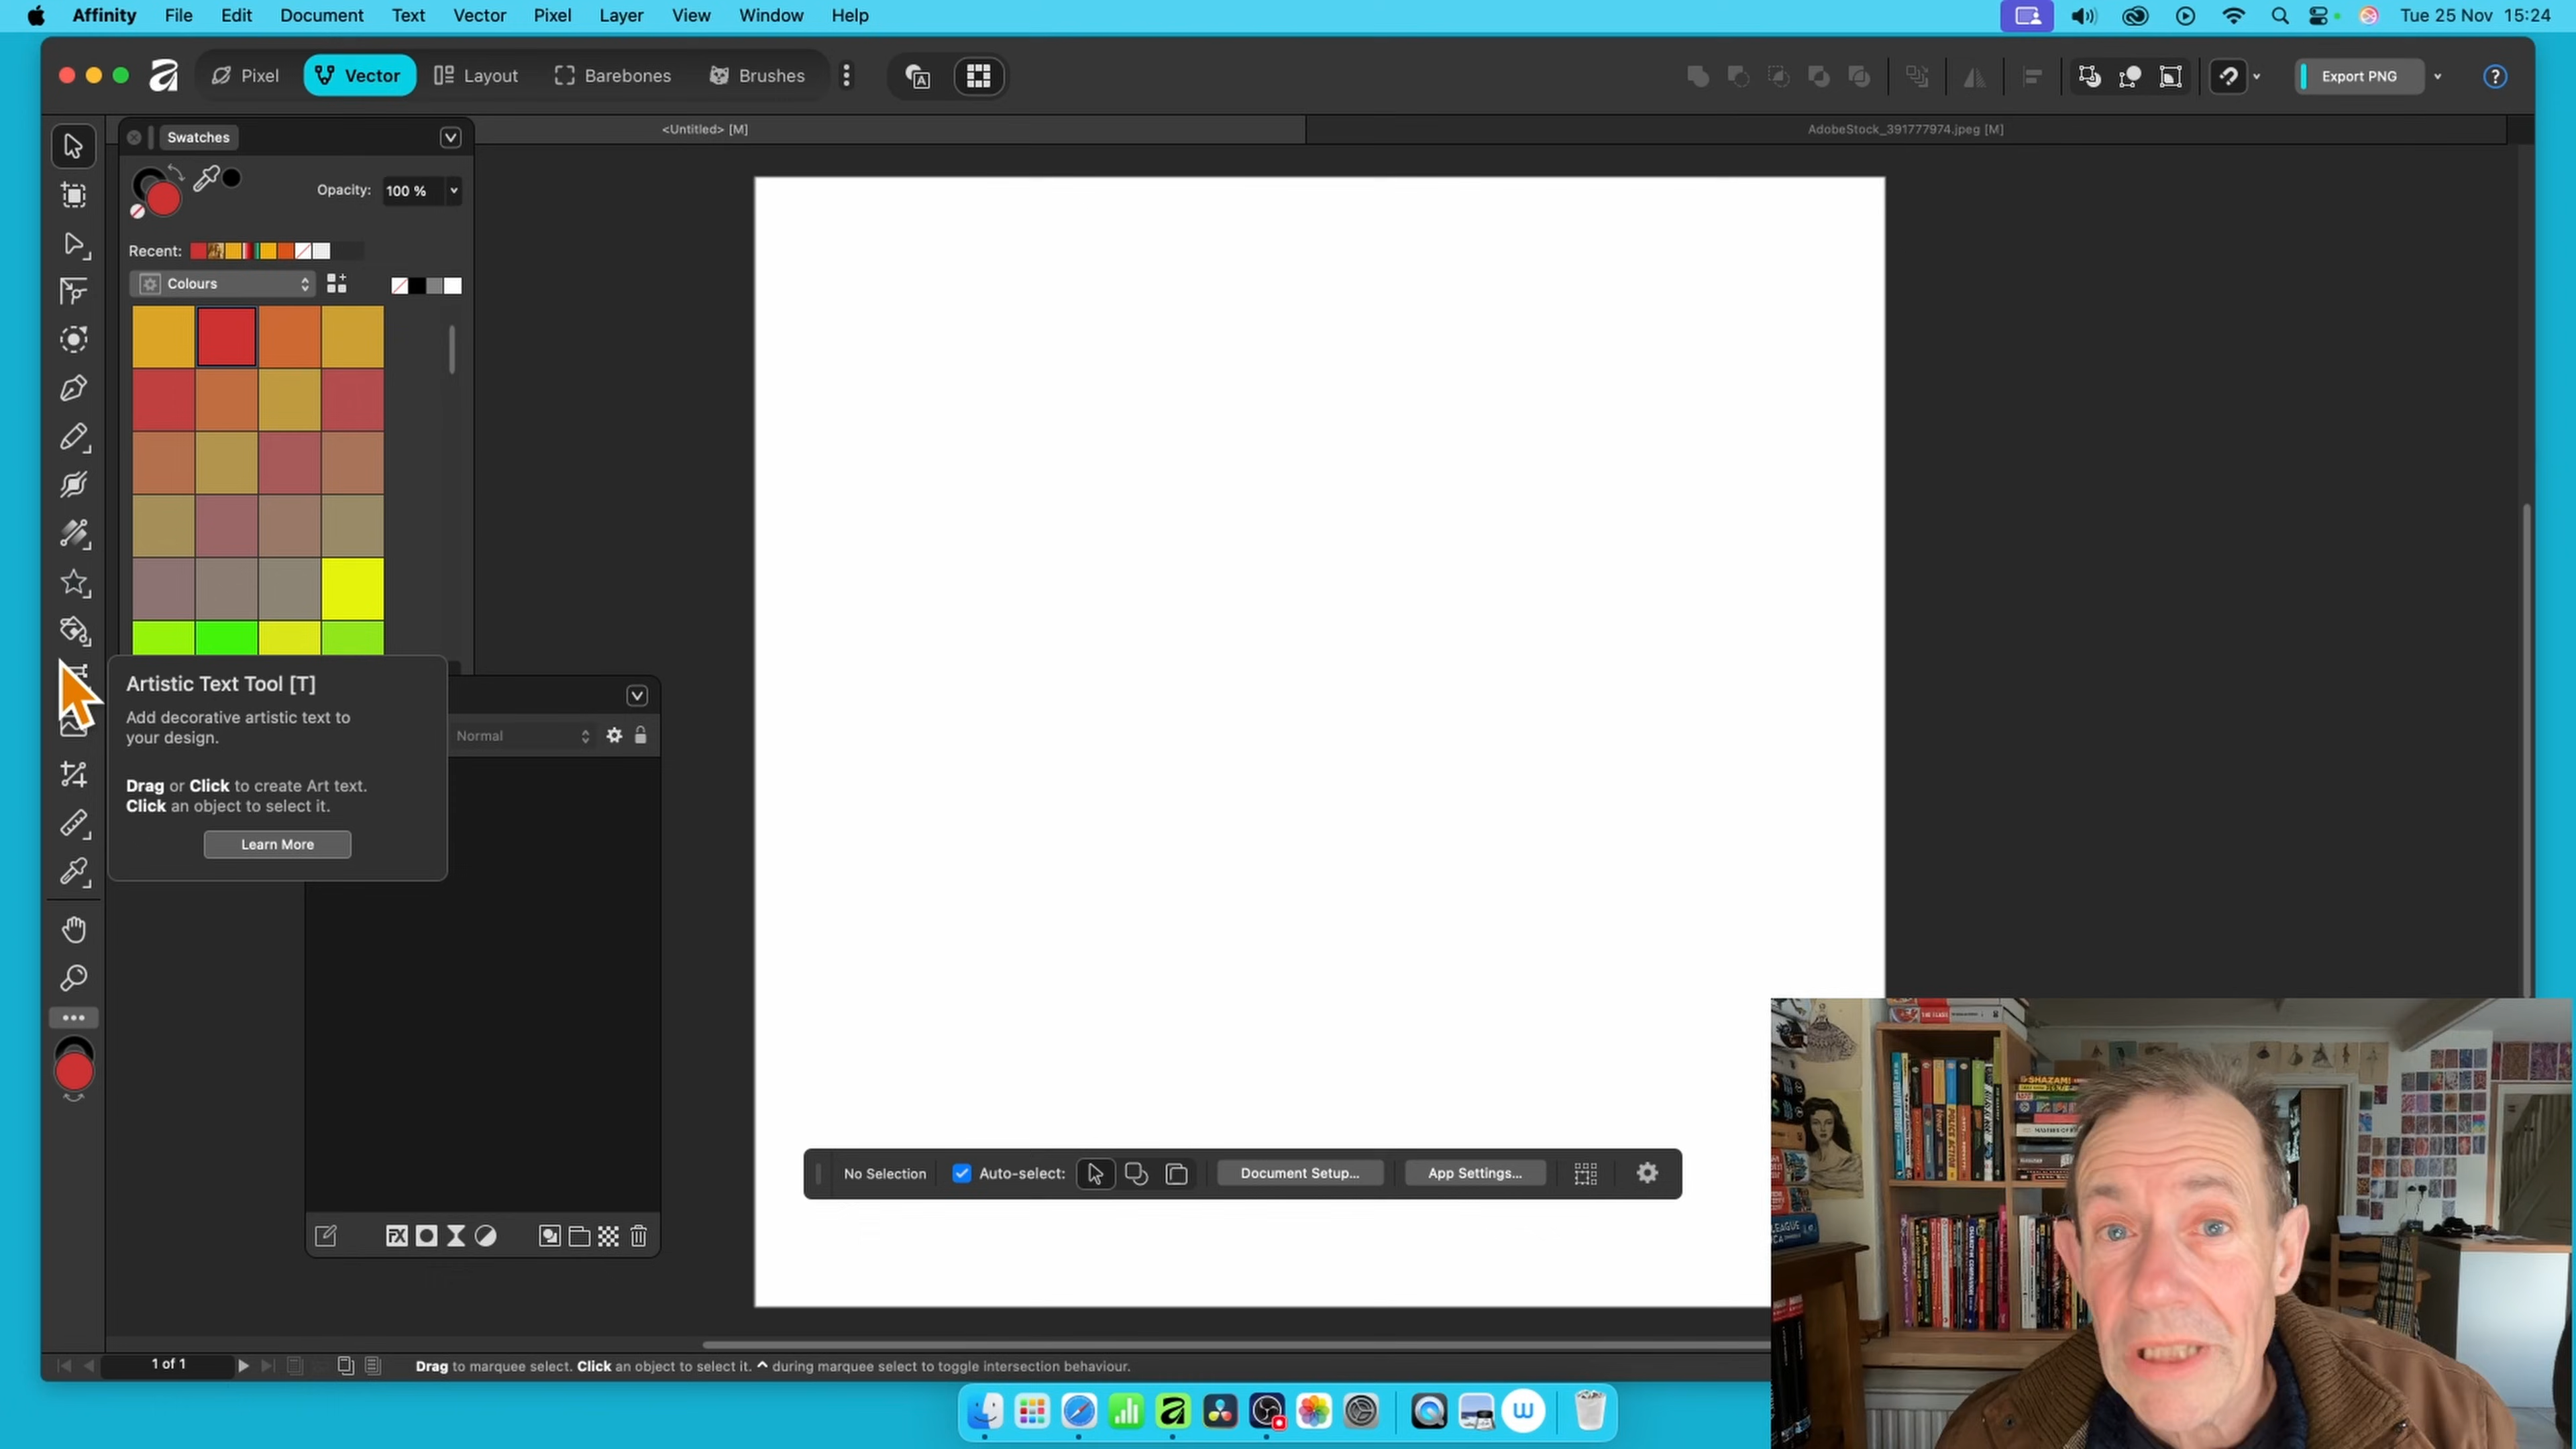 Affinity File Edit Document Text Vector Pixel Layer View Window Help Tue 25 Nov 15:24
Pixel Vector Layout Barebones Brushes Export PNG ?
Swatches <Untitled> [M] AdobeStock_391777974.jpeg [M]
Opacity: 100 %
Recent:
Colours
Artistic Text Tool [T]
Add decorative artistic text to
your design.
Normal
Drag or Click to create Art text.
Click an object to select it.
Learn More
No Selection Auto-select: Document Setup... App Settings...
FX
1 of 1 Drag to marquee select. Click an object to select it. ^ during marquee select to toggle intersection behaviour.
SHAZAM!
LEAGUE